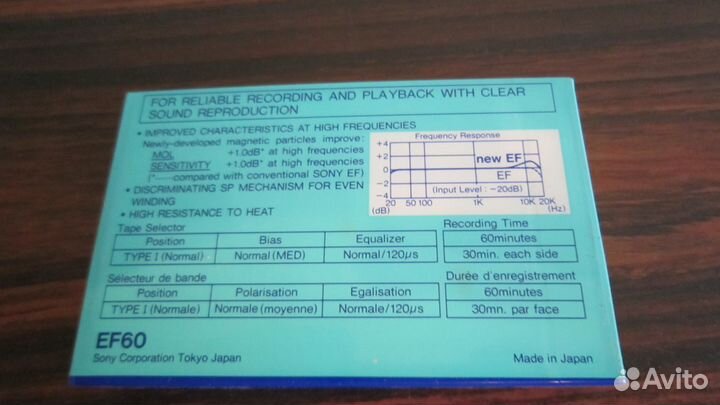 FOR RELIABLE RECORDING AND PLAYBACK WITH CLEAR
SOUND REPRODUCTION
• IMPROVED CHARACTERISTICS AT HIGH FREQUENCIES
Newly-developed magnetic particles improve:
MOL +1.0dB* at high frequencies
SENSITIVITY +1.0dB* at high frequencies
(*······compared with conventional SONY EF)
• DISCRIMINATING SP MECHANISM FOR EVEN
WINDING
• HIGH RESISTANCE TO HEAT
Frequency Response
+4
+2
0
−2
−4
new EF
EF
(Input Level : −20dB)
20 50 100 1K 10K 20K
(dB) (Hz)
Tape Selector
Position Bias Equalizer
TYPE I (Normal) Normal (MED) Normal/120μs
Recording Time
60minutes
30min. each side
Sélecteur de bande
Position Polarisation Egalisation
TYPE I (Normale) Normale (moyenne) Normale/120μs
Durée d'enregistrement
60minutes
30mn. par face
EF60
Sony Corporation Tokyo Japan
Made in Japan
Avito